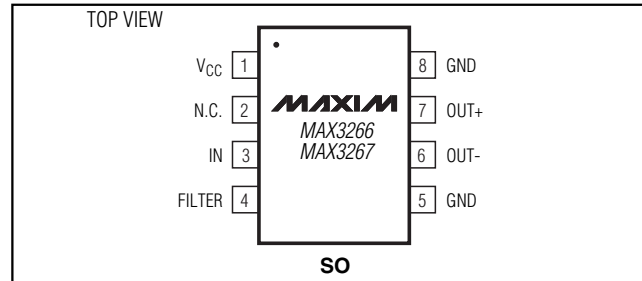 TOP VIEW
VCC 1
N.C. 2
IN 3
FILTER 4
MAXIM
MAX3266
MAX3267
8 GND
7 OUT+
6 OUT-
5 GND
SO